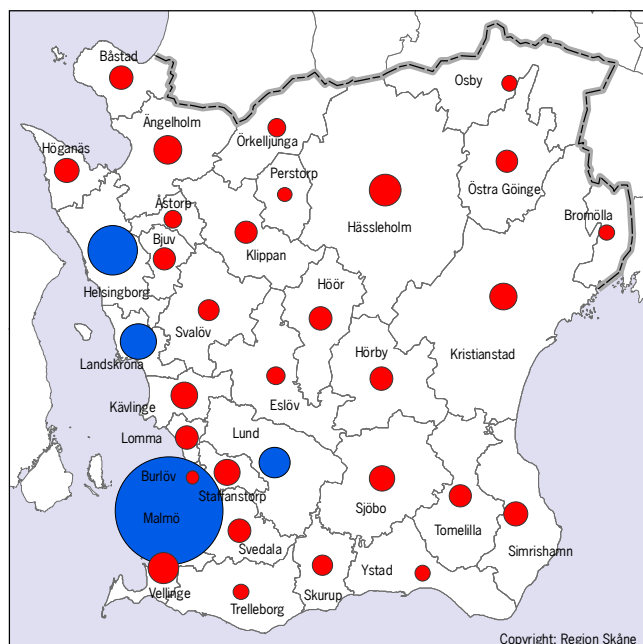 Båstad
Osby
Ängelholm
Örkelljunga
Höganäs
Östra Göinge
Perstorp
Hässleholm
Åstorp
Bromölla
Bjuv
Klippan
Helsingborg
Höör
Svalöv
Kristianstad
Hörby
Landskrona
Eslöv
Kävlinge
Lund
Lomma
Burlöv
Staffanstorp
Sjöbo
Malmö
Tomelilla
Svedala
Simrishamn
Ystad
Vellinge
Skurup
Trelleborg
Copyright: Region Skåne